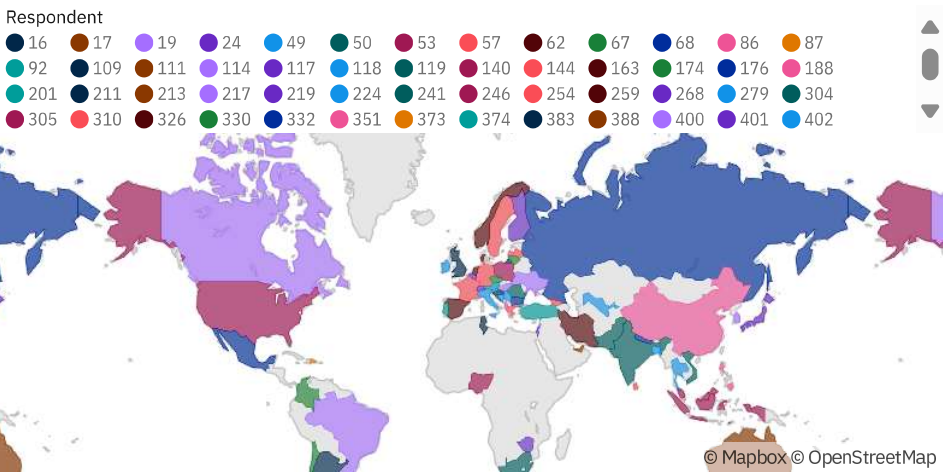 Respondent
16 17 19 24 49 50 53 57 62 67 68 86 87
92 109 111 114 117 118 119 140 144 163 174 176 188
201 211 213 217 219 224 241 246 254 259 268 279 304
305 310 326 330 332 351 373 374 383 388 400 401 402
© Mapbox © OpenStreetMap